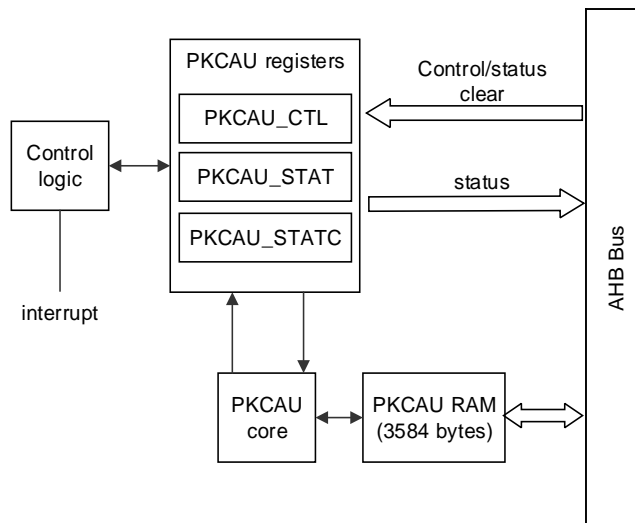 PKCAU registers
Control/status
clear
PKCAU_CTL
Control
logic
PKCAU_STAT
status
PKCAU_STATC
AHB Bus
interrupt
PKCAU
core
PKCAU RAM
(3584 bytes)